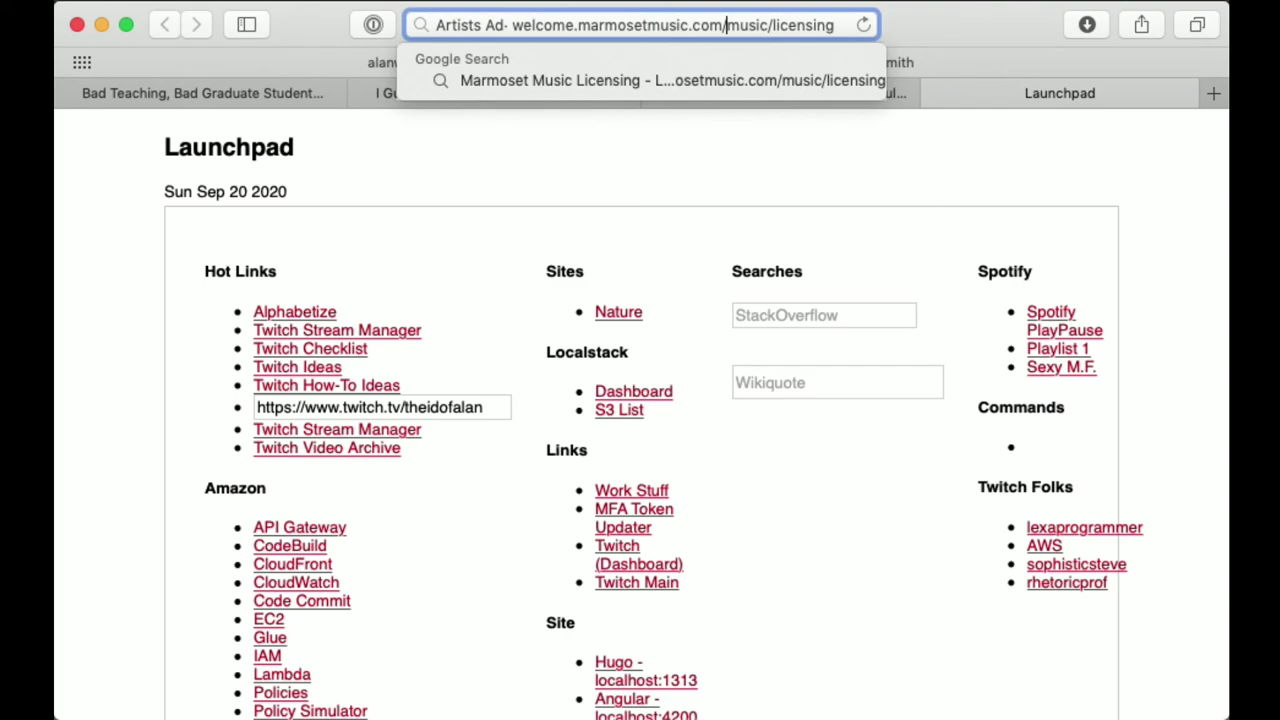 Artists Ad- welcome.marmosetmusic.com/music/licensing
Google Search
Marmoset Music Licensing - L...osetmusic.com/music/licensing
Bad Teaching, Bad Graduate Student...
Launchpad
Launchpad
Sun Sep 20 2020
Hot Links
Alphabetize
Twitch Stream Manager
Twitch Checklist
Twitch Ideas
Twitch How-To Ideas
https://www.twitch.tv/theidofalan
Twitch Stream Manager
Twitch Video Archive
Amazon
API Gateway
CodeBuild
CloudFront
CloudWatch
Code Commit
EC2
Glue
IAM
Lambda
Policies
Policy Simulator
Sites
Nature
Localstack
Dashboard
S3 List
Links
Work Stuff
MFA Token
Updater
Twitch
(Dashboard)
Twitch Main
Site
Hugo -
localhost:1313
Angular -
localhost:4200
Searches
StackOverflow
Wikiquote
Spotify
Spotify
PlayPause
Playlist 1
Sexy M.F.
Commands
Twitch Folks
lexaprogrammer
AWS
sophisticsteve
rhetoricprof